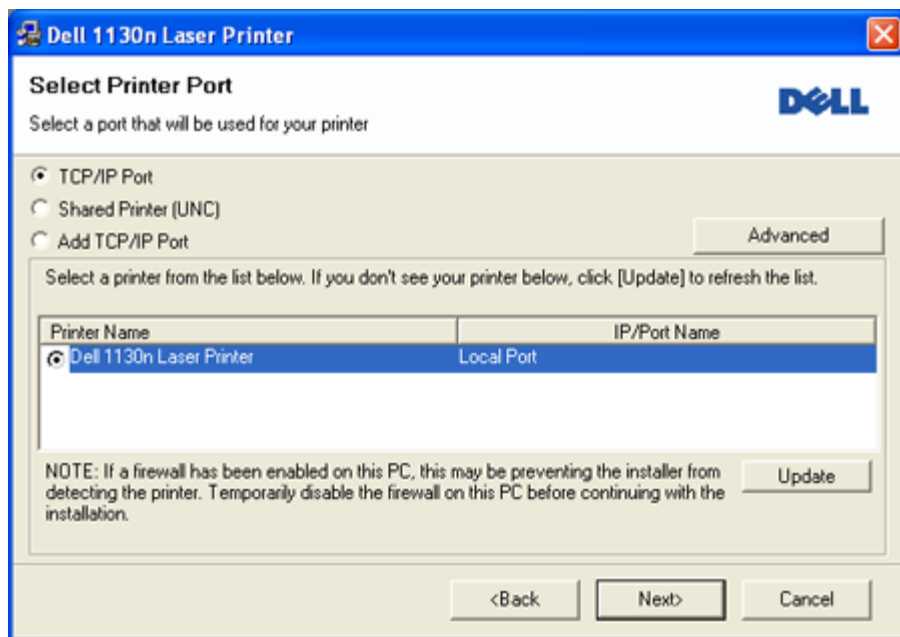 Dell 1130n Laser Printer
Select Printer Port
Select a port that will be used for your printer
DELL
TCP/IP Port
Shared Printer (UNC)
Add TCP/IP Port
Advanced
Select a printer from the list below. If you don't see your printer below, click [Update] to refresh the list.
Printer Name IP/Port Name
Dell 1130n Laser Printer Local Port
NOTE: If a firewall has been enabled on this PC, this may be preventing the installer from
detecting the printer. Temporarily disable the firewall on this PC before continuing with the
installation.
Update
<Back Next> Cancel